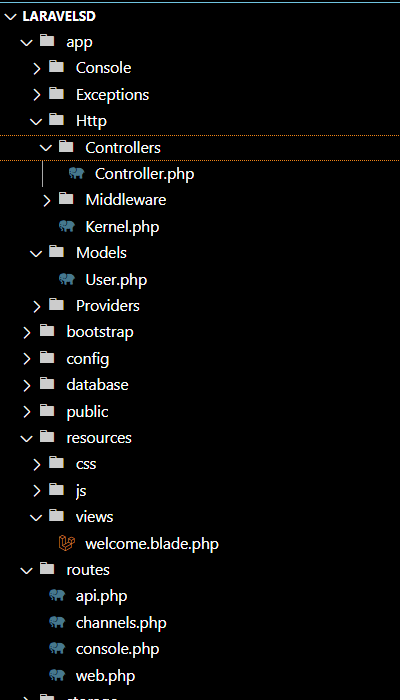 LARAVELSD
app
Console
Exceptions
Http
Controllers
Controller.php
Middleware
Kernel.php
Models
User.php
Providers
bootstrap
config
database
public
resources
css
js
views
welcome.blade.php
routes
api.php
channels.php
console.php
web.php